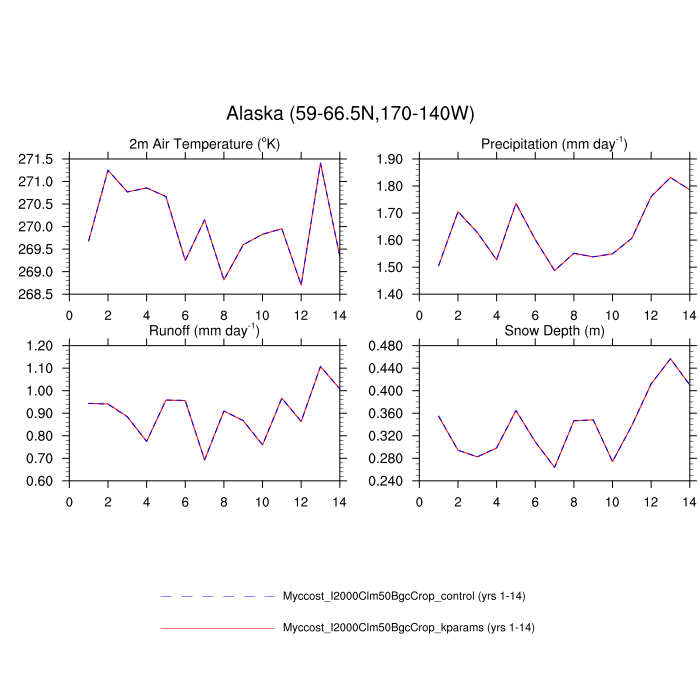 Alaska (59-66.5N,170-140W)
2m Air Temperature (°K)
271.5
271.0
270.5
270.0
269.5
269.0
268.5
0 2 4 6 8 10 12 14
Precipitation (mm day⁻¹)
1.90
1.80
1.70
1.60
1.50
1.40
0 2 4 6 8 10 12 14
Runoff (mm day⁻¹)
1.20
1.10
1.00
0.90
0.80
0.70
0.60
0 2 4 6 8 10 12 14
Snow Depth (m)
0.480
0.440
0.400
0.360
0.320
0.280
0.240
0 2 4 6 8 10 12 14
Myccost_I2000Clm50BgcCrop_control (yrs 1-14)
Myccost_I2000Clm50BgcCrop_kparams (yrs 1-14)